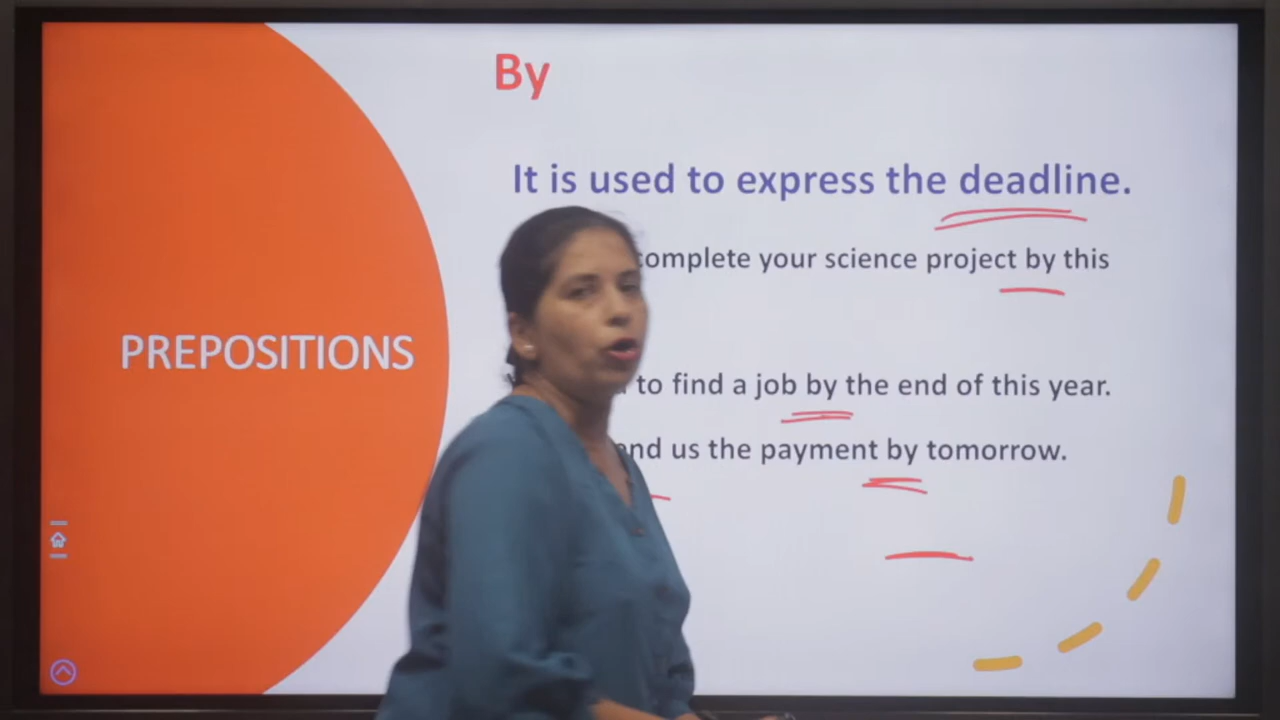 By
It is used to express the deadline.
complete your science project by this
PREPOSITIONS
to find a job by the end of this year.
us the payment by tomorrow.